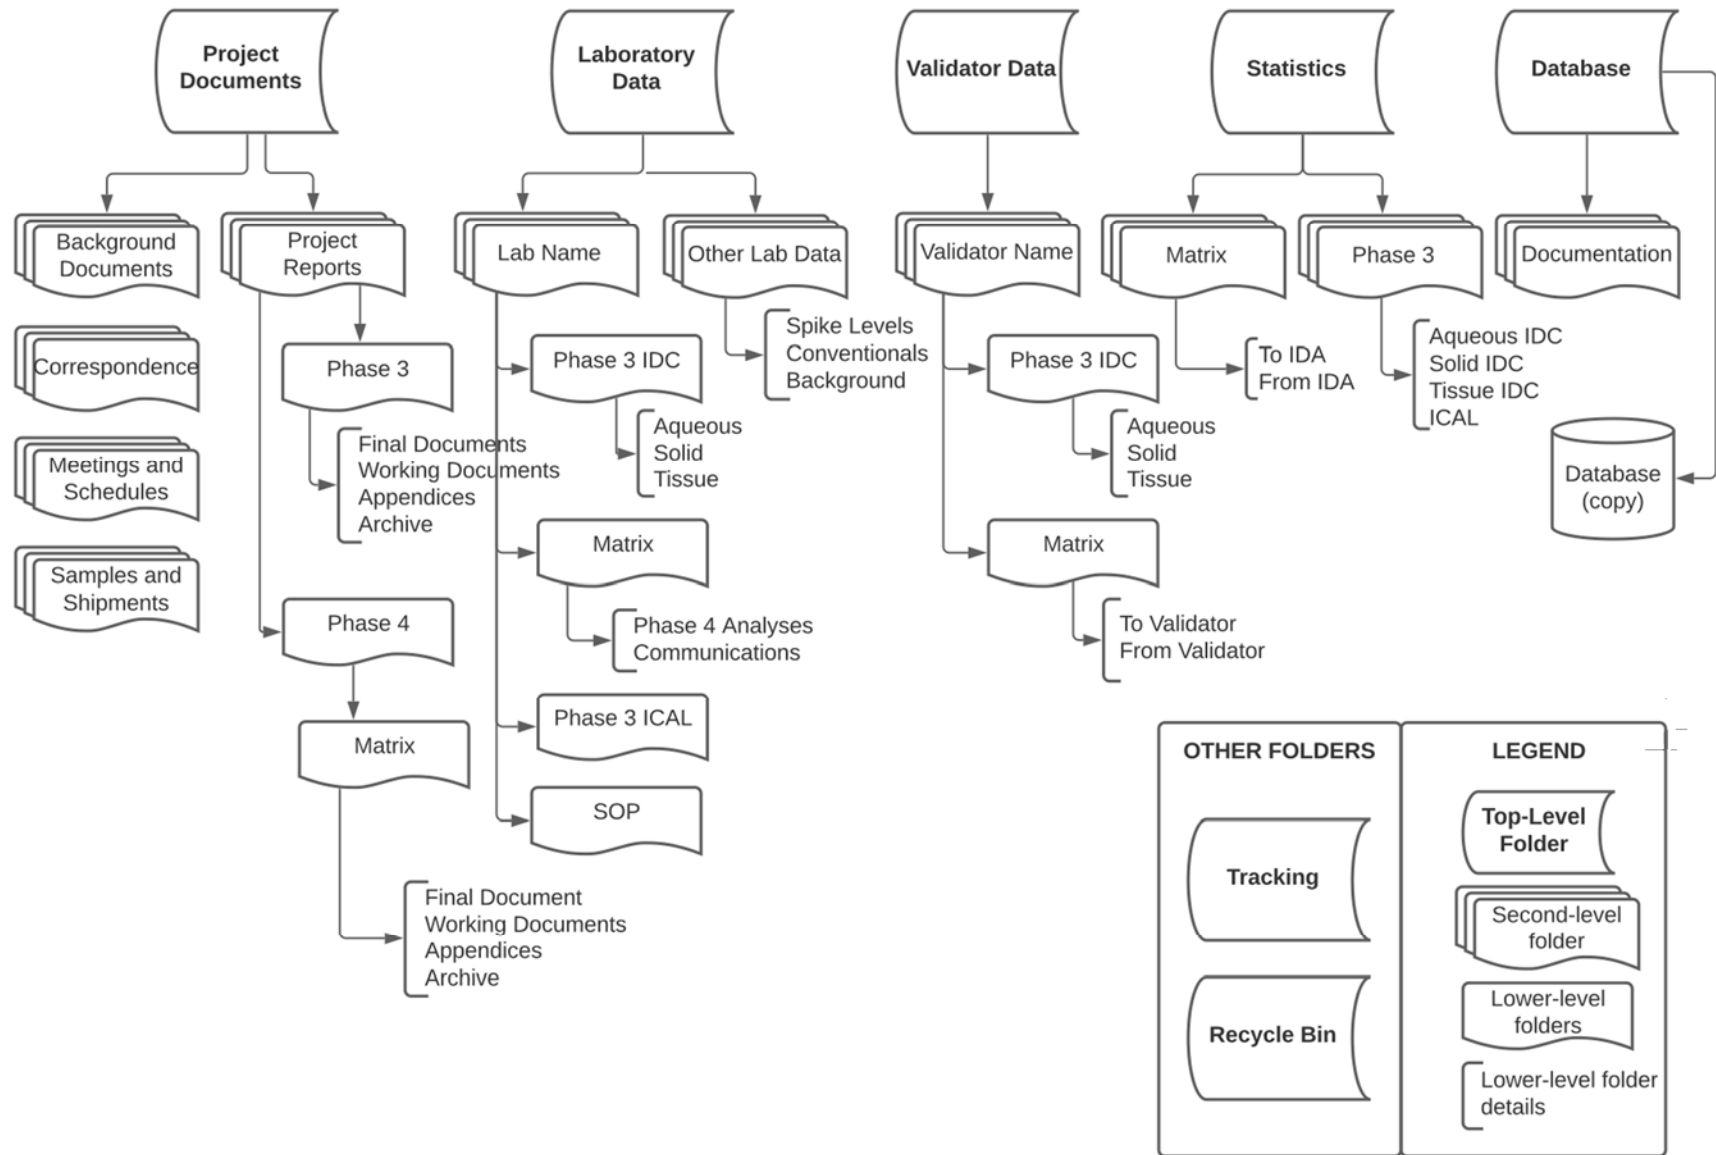 Project
Documents
Laboratory
Data
Validator Data
Statistics
Database
Background
Documents
Project
Reports
Lab Name
Other Lab Data
Validator Name
Matrix
Phase 3
Documentation
Correspondence
Meetings and
Schedules
Samples and
Shipments
Phase 3
Final Documents
Working Documents
Appendices
Archive
Phase 4
Matrix
Final Document
Working Documents
Appendices
Archive
Phase 3 IDC
Aqueous
Solid
Tissue
Matrix
Phase 4 Analyses
Communications
Phase 3 ICAL
SOP
Spike Levels
Conventionals
Background
Phase 3 IDC
Aqueous
Solid
Tissue
Matrix
To Validator
From Validator
To IDA
From IDA
Aqueous IDC
Solid IDC
Tissue IDC
ICAL
Database
(copy)
OTHER FOLDERS
Tracking
Recycle Bin
LEGEND
Top-Level
Folder
Second-level
folder
Lower-level
folders
Lower-level folder
details